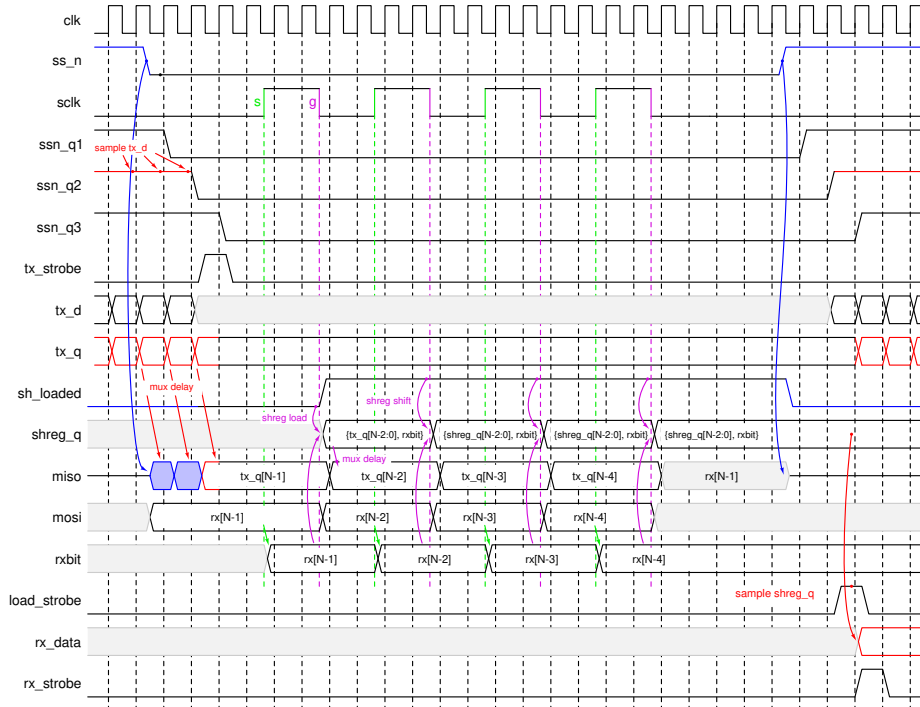 clk
ss_n
sclk
s
g
ssn_q1
sample tx_d
ssn_q2
ssn_q3
tx_strobe
tx_d
tx_q
mux delay
sh_loaded
shreg shift
shreg load
shreg_q
{tx_q[N-2:0], rxbit}
{shreg_q[N-2:0], rxbit}
{shreg_q[N-2:0], rxbit}
{shreg_q[N-2:0], rxbit}
mux delay
miso
tx_q[N-1]
tx_q[N-2]
tx_q[N-3]
tx_q[N-4]
rx[N-1]
mosi
rx[N-1]
rx[N-2]
rx[N-3]
rx[N-4]
rxbit
rx[N-1]
rx[N-2]
rx[N-3]
rx[N-4]
load_strobe
sample shreg_q
rx_data
rx_strobe